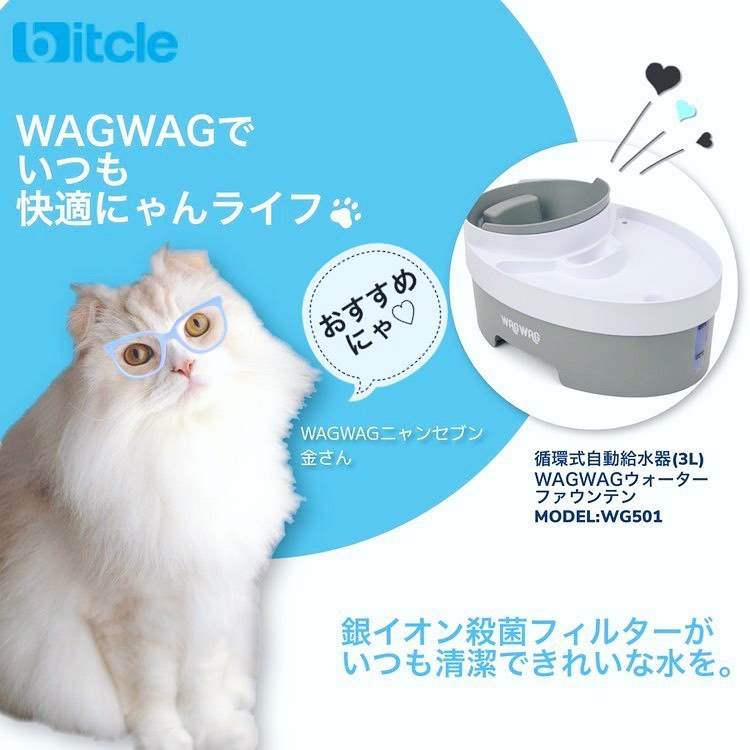 bitcle
WAGWAGで
いつも
快適にゃんライフ
おすすめ
にゃ♡
WAGWAG
WAGWAGニャンセブン
金さん
循環式自動給水器(3L)
WAGWAGウォーター
ファウンテン
MODEL:WG501
銀イオン殺菌フィルターが
いつも清潔できれいな水を。